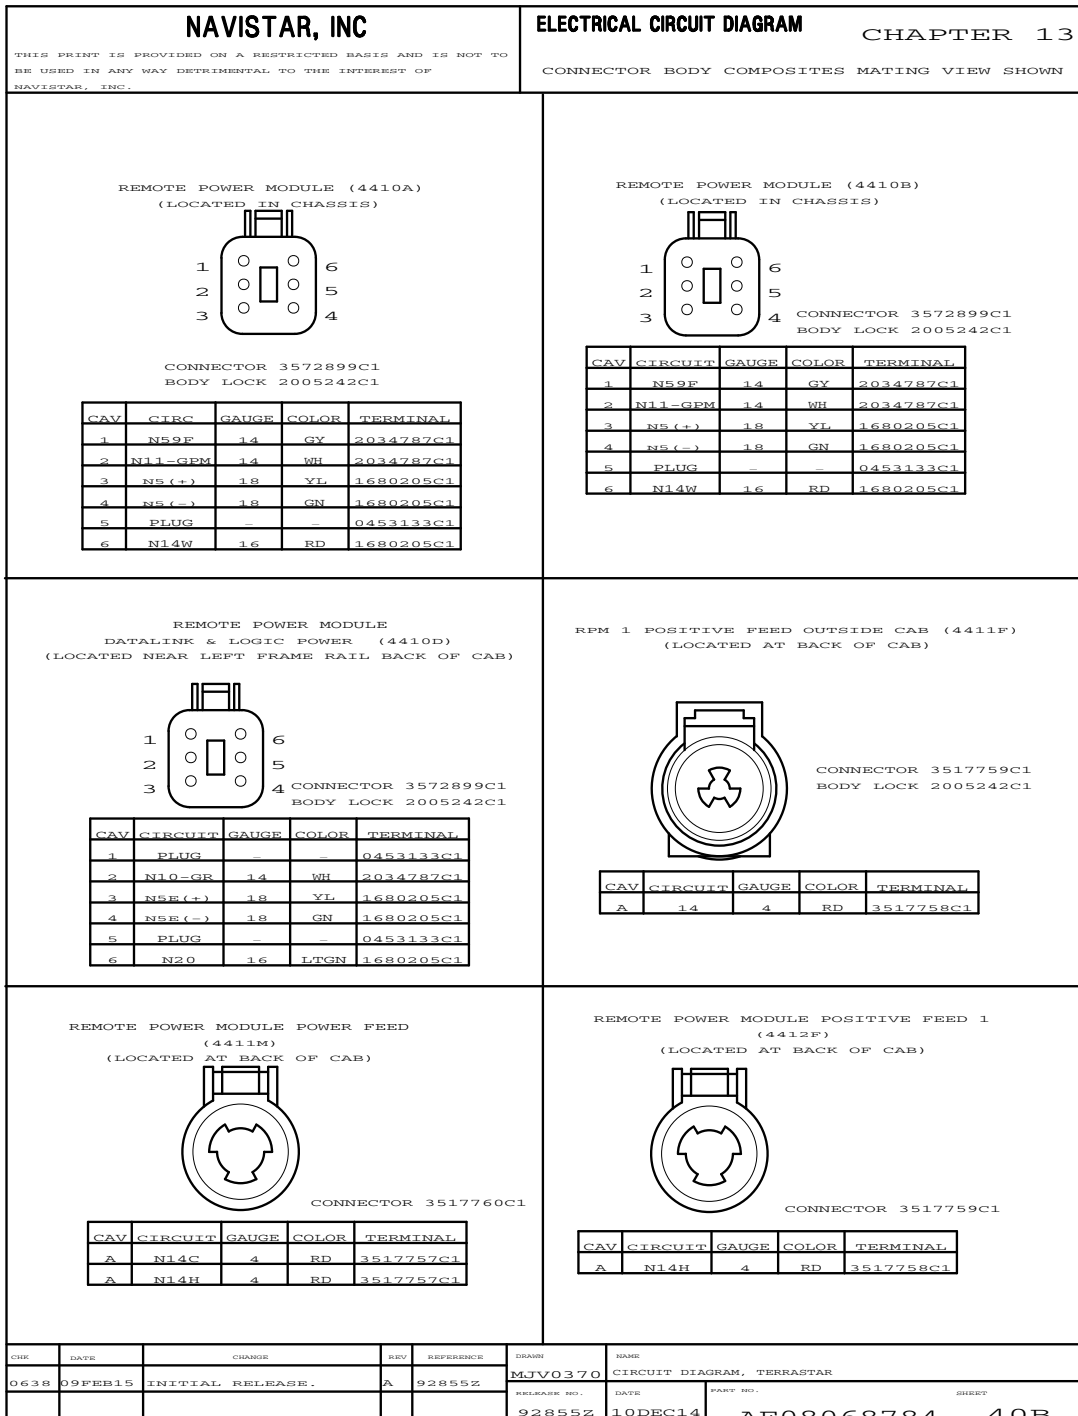 NAVISTAR, INC
THIS PRINT IS PROVIDED ON A RESTRICTED BASIS AND IS NOT TO
BE USED IN ANY WAY DETRIMENTAL TO THE INTEREST OF
NAVISTAR, INC.
ELECTRICAL CIRCUIT DIAGRAM
CHAPTER 13
CONNECTOR BODY COMPOSITES MATING VIEW SHOWN
REMOTE POWER MODULE (4410A)
(LOCATED IN CHASSIS)
1 6
2 5
3 4
CONNECTOR 3572899C1
BODY LOCK 2005242C1
CAV CIRC GAUGE COLOR TERMINAL
1 N59F 14 GY 2034787C1
2 N11-GPM 14 WH 2034787C1
3 N5(+) 18 YL 1680205C1
4 N5(-) 18 GN 1680205C1
5 PLUG - - 0453133C1
6 N14W 16 RD 1680205C1
REMOTE POWER MODULE (4410B)
(LOCATED IN CHASSIS)
1 6
2 5
3 4
CONNECTOR 3572899C1
BODY LOCK 2005242C1
CAV CIRCUIT GAUGE COLOR TERMINAL
1 N59F 14 GY 2034787C1
2 N11-GPM 14 WH 2034787C1
3 N5(+) 18 YL 1680205C1
4 N5(-) 18 GN 1680205C1
5 PLUG - - 0453133C1
6 N14W 16 RD 1680205C1
REMOTE POWER MODULE
DATALINK & LOGIC POWER (4410D)
(LOCATED NEAR LEFT FRAME RAIL BACK OF CAB)
1 6
2 5
3 4
CONNECTOR 3572899C1
BODY LOCK 2005242C1
CAV CIRCUIT GAUGE COLOR TERMINAL
1 PLUG - - 0453133C1
2 N10-GR 14 WH 2034787C1
3 N5E(+) 18 YL 1680205C1
4 N5E(-) 18 GN 1680205C1
5 PLUG - - 0453133C1
6 N20 16 LTGN 1680205C1
RPM 1 POSITIVE FEED OUTSIDE CAB (4411F)
(LOCATED AT BACK OF CAB)
CONNECTOR 3517759C1
BODY LOCK 2005242C1
CAV CIRCUIT GAUGE COLOR TERMINAL
A 14 4 RD 3517758C1
REMOTE POWER MODULE POWER FEED
(4411M)
(LOCATED AT BACK OF CAB)
CONNECTOR 3517760C1
CAV CIRCUIT GAUGE COLOR TERMINAL
A N14C 4 RD 3517757C1
A N14H 4 RD 3517757C1
REMOTE POWER MODULE POSITIVE FEED 1
(4412F)
(LOCATED AT BACK OF CAB)
CONNECTOR 3517759C1
CAV CIRCUIT GAUGE COLOR TERMINAL
A N14H 4 RD 3517758C1
CHK DATE CHANGE REV REFERENCE
0638 09FEB15 INITIAL RELEASE. A 92855Z
DRAWN NAME
MJV0370 CIRCUIT DIAGRAM, TERRASTAR
RELEASE NO. DATE PART NO. SHEET
92855Z 10DEC14 AE08068784 40B